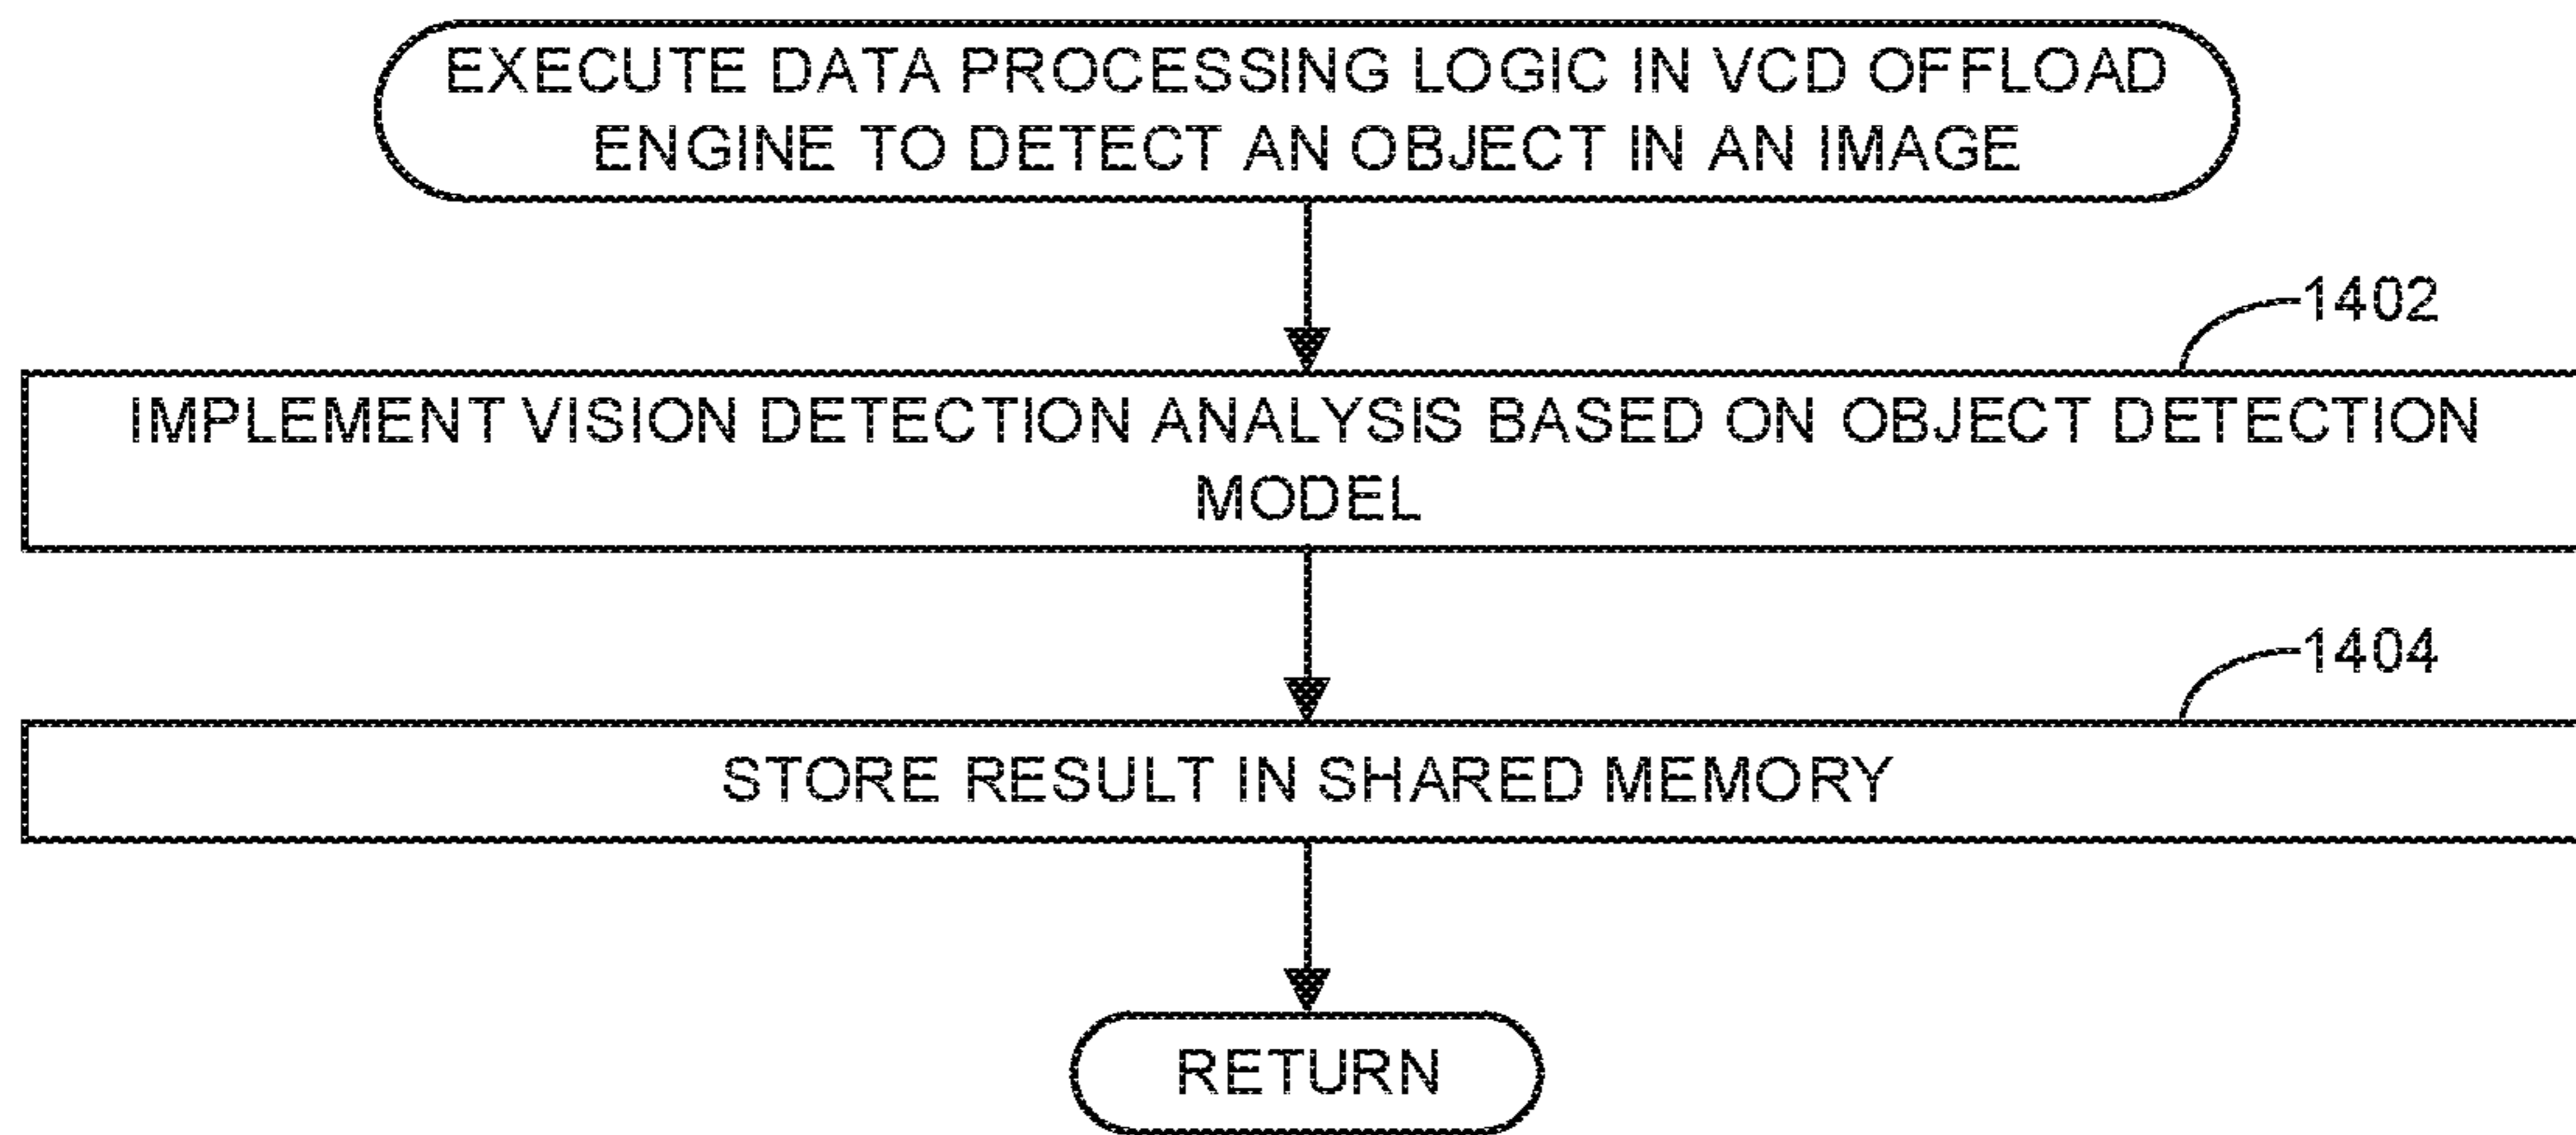 EXECUTE DATA PROCESSING LOGIC IN VCD OFFLOAD
ENGINE TO DETECT AN OBJECT IN AN IMAGE
1402
IMPLEMENT VISION DETECTION ANALYSIS BASED ON OBJECT DETECTION
MODEL
1404
STORE RESULT IN SHARED MEMORY
RETURN